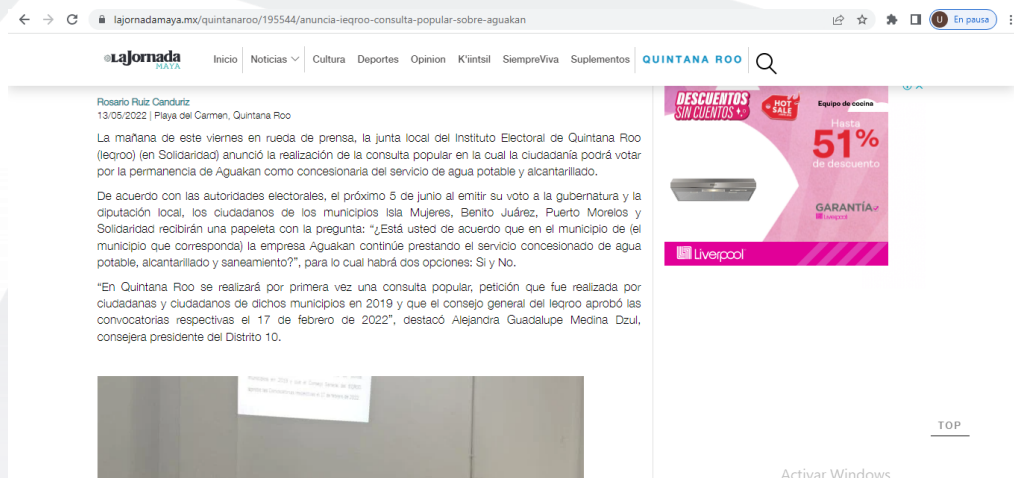 lajornadamaya.mx/quintanaroo/195544/anuncia-ieqroo-consulta-popular-sobre-aguakan
U En pausa
LaJornada
MAYA
Inicio Noticias Cultura Deportes Opinion K'iintsil SiempreViva Suplementos QUINTANA ROO
Rosario Ruiz Canduriz
13/05/2022 | Playa del Carmen, Quintana Roo
La mañana de este viernes en rueda de prensa, la junta local del Instituto Electoral de Quintana Roo
(Ieqroo) (en Solidaridad) anunció la realización de la consulta popular en la cual la ciudadanía podrá votar
por la permanencia de Aguakan como concesionaria del servicio de agua potable y alcantarillado.
De acuerdo con las autoridades electorales, el próximo 5 de junio al emitir su voto a la gubernatura y la
diputación local, los ciudadanos de los municipios Isla Mujeres, Benito Juárez, Puerto Morelos y
Solidaridad recibirán una papeleta con la pregunta: “¿Está usted de acuerdo que en el municipio de (el
municipio que corresponda) la empresa Aguakan continúe prestando el servicio concesionado de agua
potable, alcantarillado y saneamiento?”, para lo cual habrá dos opciones: Si y No.
“En Quintana Roo se realizará por primera vez una consulta popular, petición que fue realizada por
ciudadanas y ciudadanos de dichos municipios en 2019 y que el consejo general del Ieqroo aprobó las
convocatorias respectivas el 17 de febrero de 2022”, destacó Alejandra Guadalupe Medina Dzul,
consejera presidente del Distrito 10.
DESCUENTOS
SIN CUENTOS
HOT
SALE
Equipo de cocina
Hasta
51%
de descuento
GARANTÍA
Liverpool
Liverpool
TOP
Activar Windows